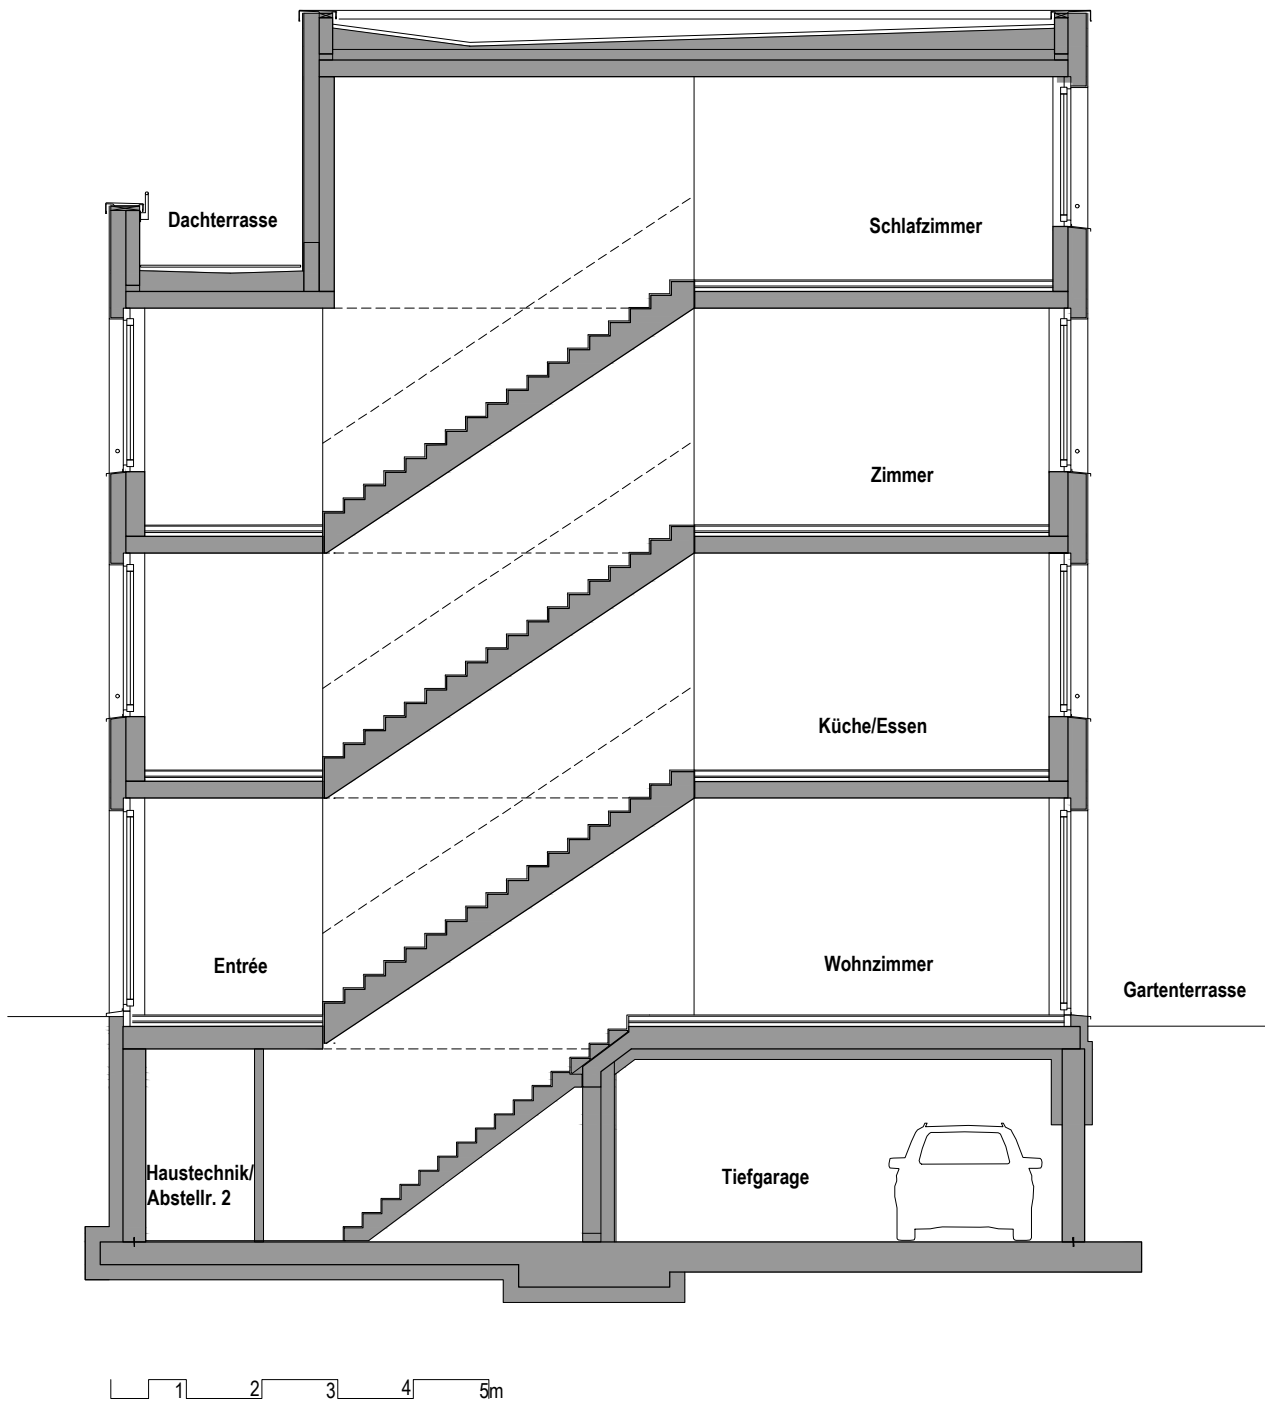 Dachterrasse
Schlafzimmer
Zimmer
Küche/Essen
Entrée
Wohnzimmer
Gartenterrasse
Haustechnik/
Abstellr. 2
Tiefgarage
1 2 3 4 5m